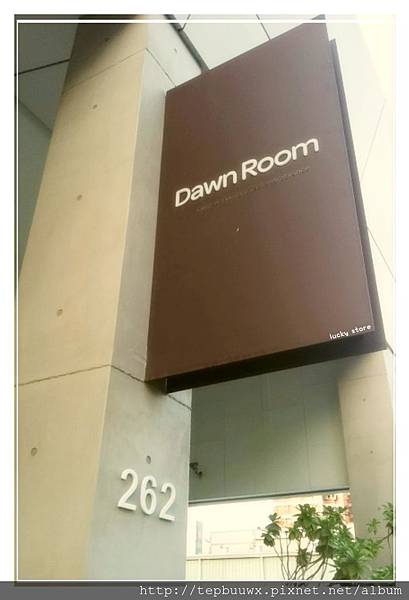 Dawn Room
lucky store
262
http://tepbuuwx.pixnet.net/album